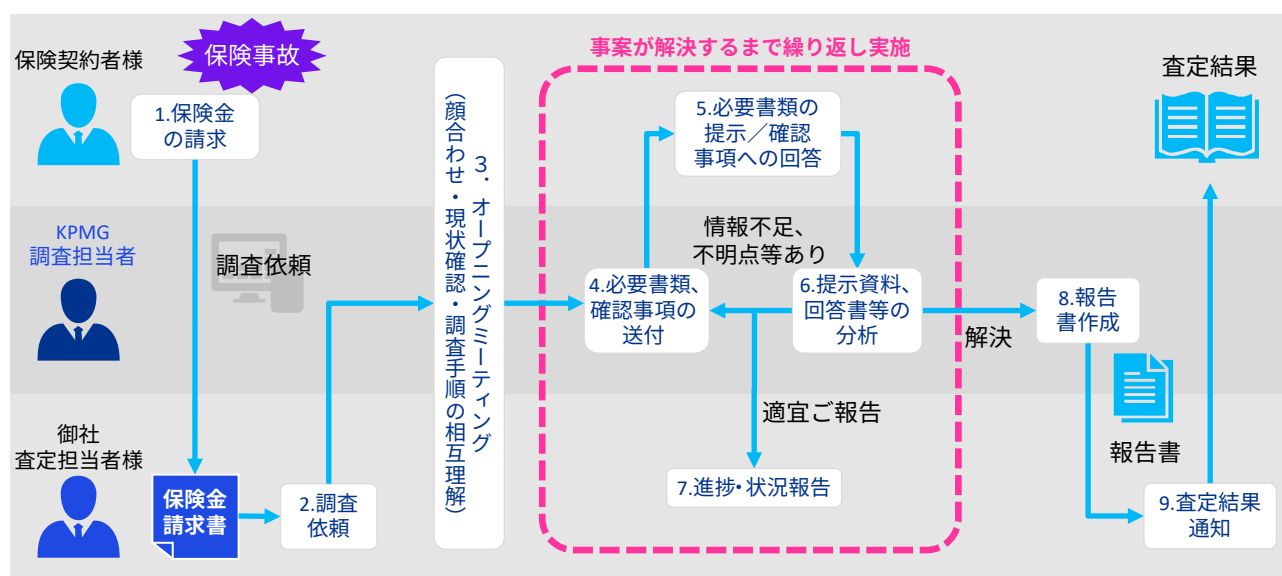 保険契約者様
保険事故
1.保険金
の請求
事案が解決するまで繰り返し実施
5.必要書類の
提示／確認
事項への回答
査定結果
KPMG
調査担当者
調査依頼
３．オープニングミーティング
（顔合わせ・現状確認・調査手順の相互理解）
情報不足、
不明点等あり
4.必要書類、
確認事項の
送付
6.提示資料、
回答書等の
分析
解決
8.報告
書作成
御社
査定担当者様
保険金
請求書
2.調査
依頼
適宜ご報告
7.進捗・状況報告
報告書
9.査定結果
通知